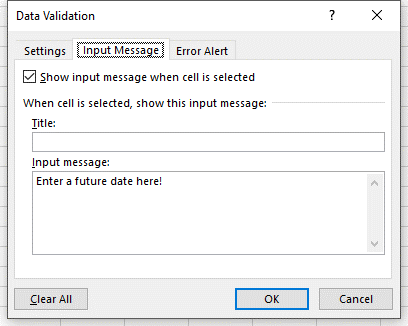 Data Validation
?
Settings Input Message Error Alert
Show input message when cell is selected
When cell is selected, show this input message:
Title:
Input message:
Enter a future date here!
Clear All OK Cancel